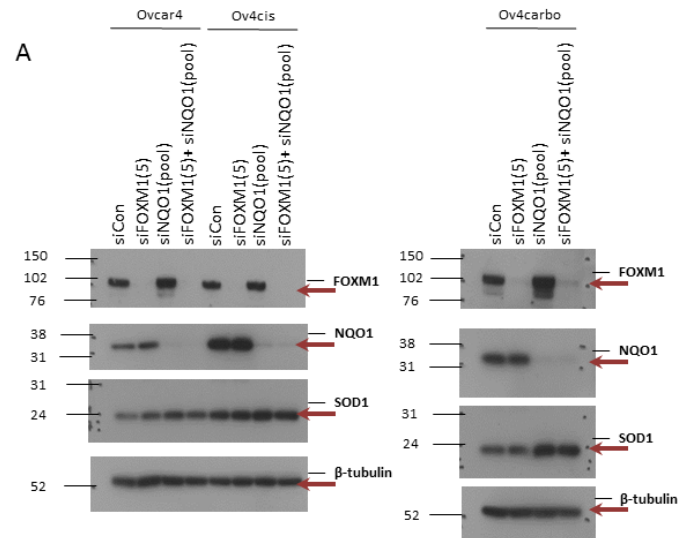 Ovcar4 Ov4cis
Ov4carbo
A
siCon
siFOXM1(5)
siNQO1(pool)
siFOXM1(5)+ siNQO1(pool)
siCon
siFOXM1(5)
siNQO1(pool)
siFOXM1(5)+ siNQO1(pool)
siCon
siFOXM1(5)
siNQO1(pool)
siFOXM1(5)+ siNQO1(pool)
150
102
76
FOXM1
38
31
NQO1
31
24
SOD1
52
β-tubulin
150
102
76
FOXM1
38
31
NQO1
31
24
SOD1
52
β-tubulin